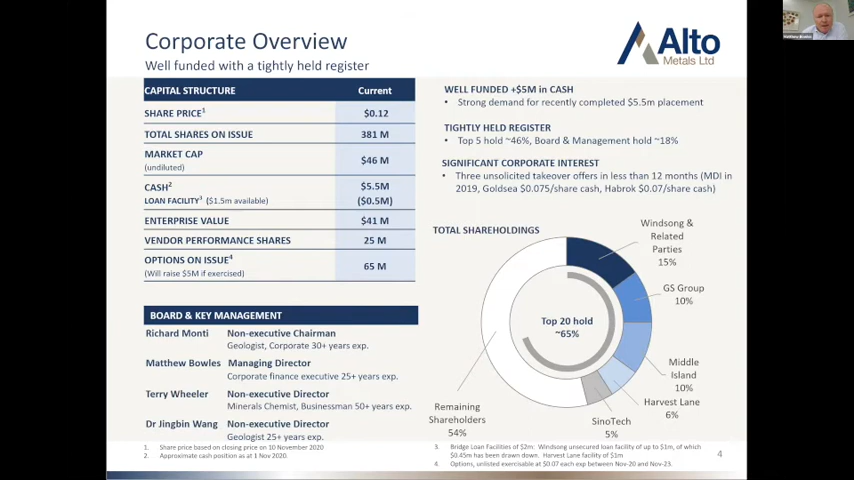 Corporate Overview
Well funded with a tightly held register
Alto
Metals Ltd
CAPITAL STRUCTURE Current
SHARE PRICE1 $0.12
TOTAL SHARES ON ISSUE 381 M
MARKET CAP
(undiluted) $46 M
CASH2 $5.5M
LOAN FACILITY3 ($1.5m available) ($0.5M)
ENTERPRISE VALUE $41 M
VENDOR PERFORMANCE SHARES 25 M
OPTIONS ON ISSUE4
(Will raise $5M if exercised) 65 M
BOARD & KEY MANAGEMENT
Richard Monti Non-executive Chairman
Geologist, Corporate 30+ years exp.
Matthew Bowles Managing Director
Corporate finance executive 25+ years exp.
Terry Wheeler Non-executive Director
Minerals Chemist, Businessman 50+ years exp.
Dr Jingbin Wang Non-executive Director
Geologist 25+ years exp.
WELL FUNDED +$5M in CASH
• Strong demand for recently completed $5.5m placement
TIGHTLY HELD REGISTER
• Top 5 hold ~46%, Board & Management hold ~18%
SIGNIFICANT CORPORATE INTEREST
• Three unsolicited takeover offers in less than 12 months (MDI in
2019, Goldsea $0.075/share cash, Habrok $0.07/share cash)
TOTAL SHAREHOLDINGS
Windsong &
Related
Parties
15%
GS Group
10%
Middle
Island
10%
Harvest Lane
6%
SinoTech
5%
Remaining
Shareholders
54%
Top 20 hold
~65%
1. Share price based on closing price on 10 November 2020
2. Approximate cash position as at 1 Nov 2020.
3. Bridge Loan Facilities of $2m: Windsong unsecured loan facility of up to $1m, of which
$0.45m has been drawn down. Harvest Lane facility of $1m
4. Options, unlisted exercisable at $0.07 each exp between Nov-20 and Nov-23.
4
Matthew Bowles